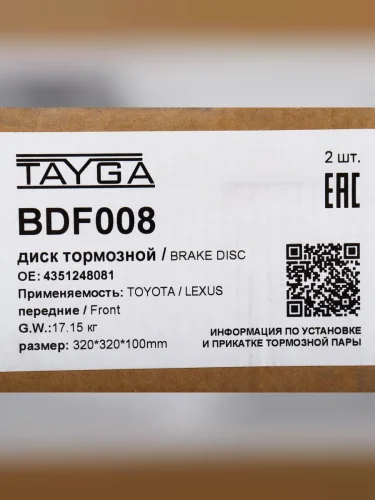 TAYGA
2 шт.
EAC
BDF008
диск тормозной / BRAKE DISC
OE: 4351248081
Применяемость: TOYOTA / LEXUS
передние / Front
G.W.:17.15 кг
размер: 320*320*100mm
ИНФОРМАЦИЯ ПО УСТАНОВКЕ
И ПРИКАТКЕ ТОРМОЗНОЙ ПАРЫ